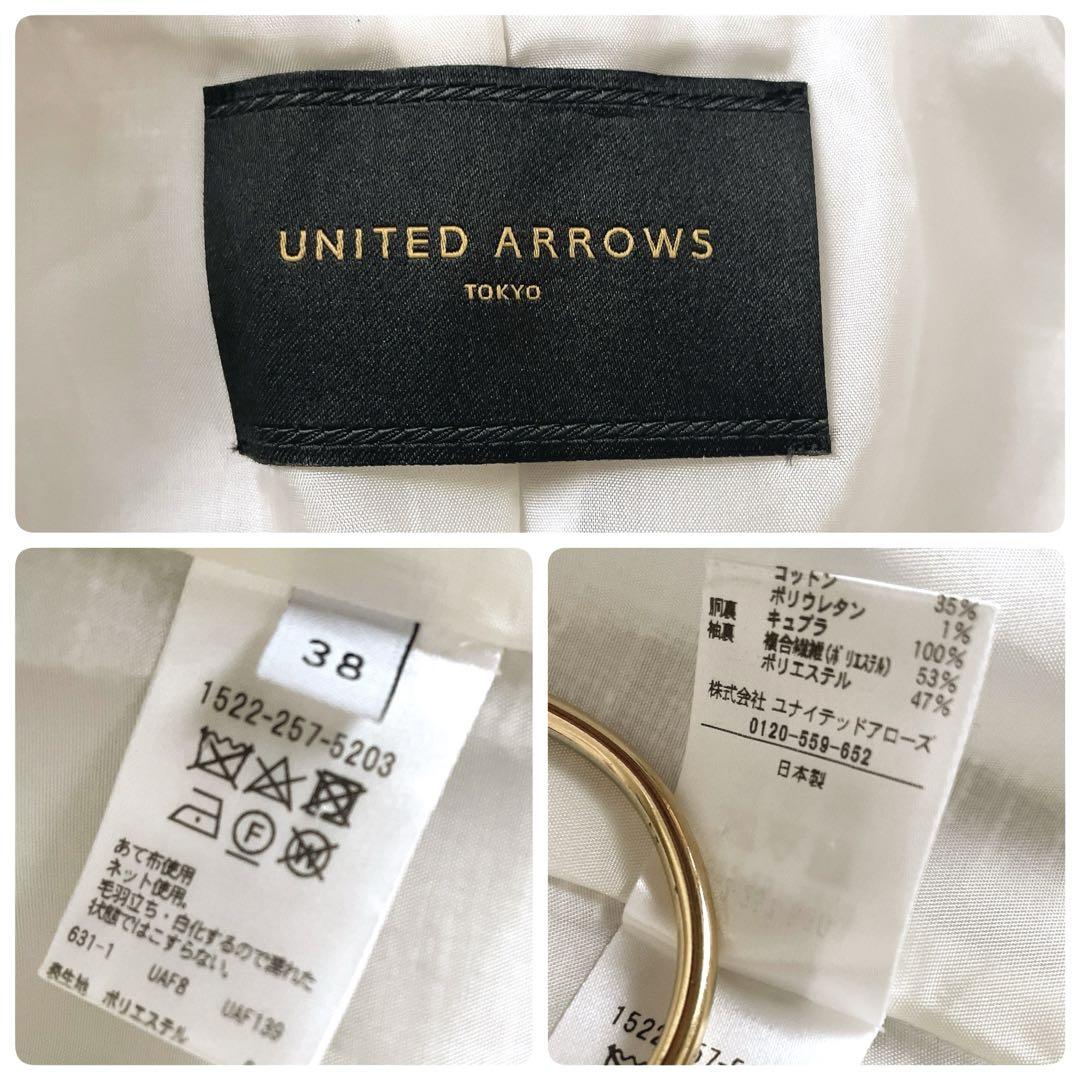 UNITED ARROWS
TOKYO
38
1522-257-5203
F
W
あて布使用
ネット使用。
毛羽立ち・白化するので濡れた
状態ではこすらない。
631-1 UAF8 UAF139
表生地 ポリエステル
コットン 35%
ポリウレタン 1%
胴裏 キュプラ 100%
袖裏 複合繊維(ポリエステル) 53%
ポリエステル 47%
株式会社 ユナイテッドアローズ
0120-559-652
日本製
1522-257-5